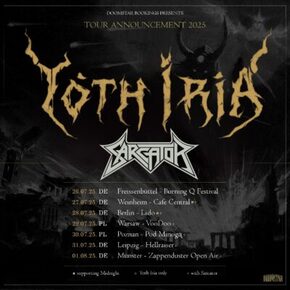 DOOMSTAR BOOKINGS PRESENTS
TOUR ANNOUNCEMENT 2025
YOTH IRIA
SARCATOR
26.07.25. DE Freissenbüttel - Burning Q Festival
27.07.25. DE Weinheim - Cafe Central
28.07.25. DE Berlin - Lido
29.07.25. PL Warsaw - VooDoo
30.07.25. PL Poznan - Pod Minoga
31.07.25. DE Leipzig - Hellraiser
01.08.25. DE Münster - Zappenduster Open Air
supporting Midnight Yoth Iria only + with Sarcator